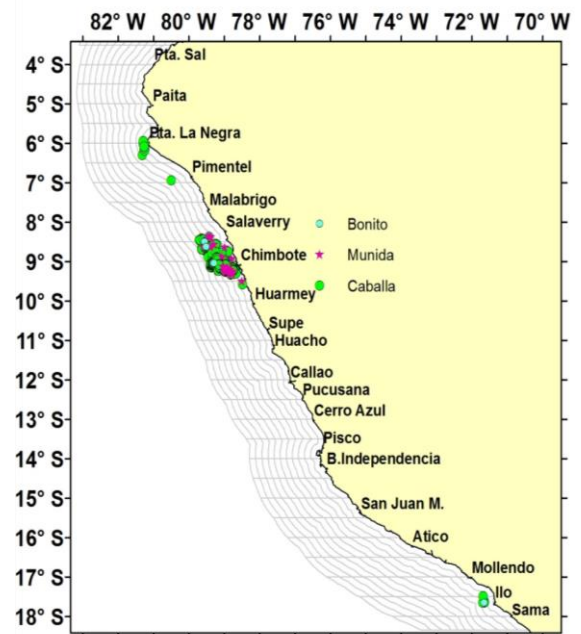 82° W 80° W 78° W 76° W 74° W 72° W 70° W
4° S
5° S
6° S
7° S
8° S
9° S
10° S
11° S
12° S
13° S
14° S
15° S
16° S
17° S
18° S
Pta. Sal
Paita
Pta. La Negra
Pimentel
Malabrigo
Salaverry
Chimbote
Huarmey
Supe
Huacho
Callao
Pucusana
Cerro Azul
Pisco
B.Independencia
San Juan M.
Atico
Mollendo
Ilo
Sama
Bonito
Munida
Caballa